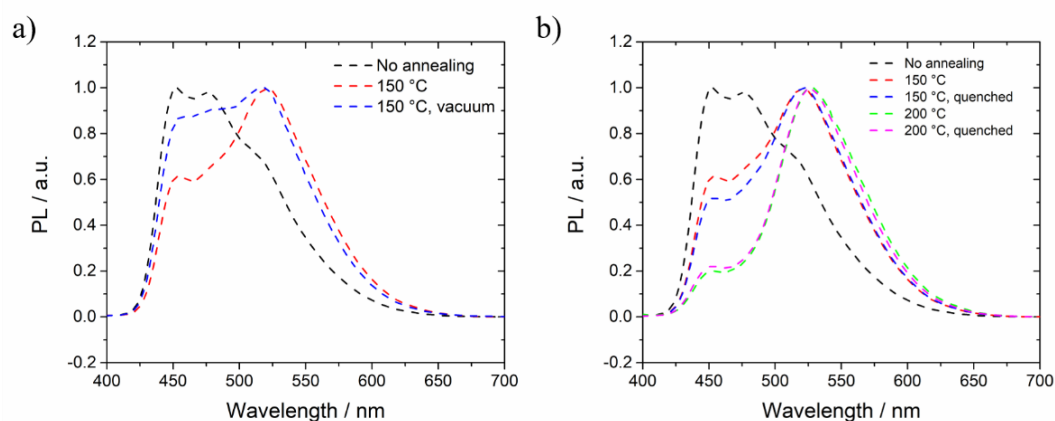 a)
1.2
1.0
0.8
0.6
0.4
0.2
0.0
-0.2
PL / a.u.
No annealing
150 °C
150 °C, vacuum
400 450 500 550 600 650 700
Wavelength / nm
b)
1.2
1.0
0.8
0.6
0.4
0.2
0.0
-0.2
PL / a.u.
No annealing
150 °C
150 °C, quenched
200 °C
200 °C, quenched
400 450 500 550 600 650 700
Wavelength / nm